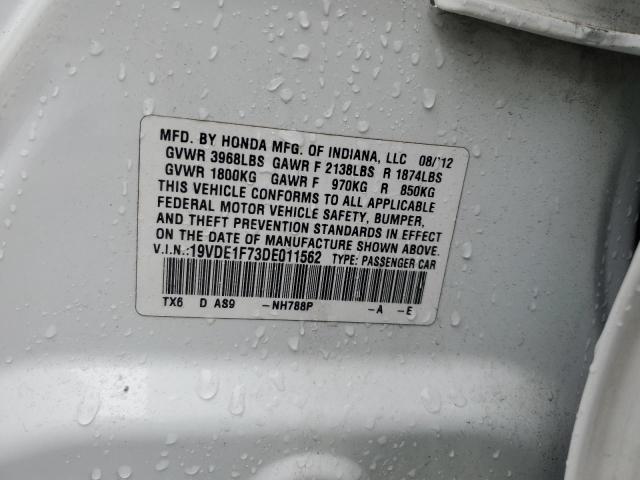 MFD. BY HONDA MFG. OF INDIANA, LLC 08/12
GVWR 3968LBS GAWR F 2138LBS R 1874LBS
GVWR 1800KG GAWR F 970KG R 850KG
THIS VEHICLE CONFORMS TO ALL APPLICABLE
FEDERAL MOTOR VEHICLE SAFETY, BUMPER,
AND THEFT PREVENTION STANDARDS IN EFFECT
ON THE DATE OF MANUFACTURE SHOWN ABOVE.
V.I.N.:19VDE1F73DE011562 TYPE: PASSENGER CAR
TX6 D AS9 -NH788P -A -E